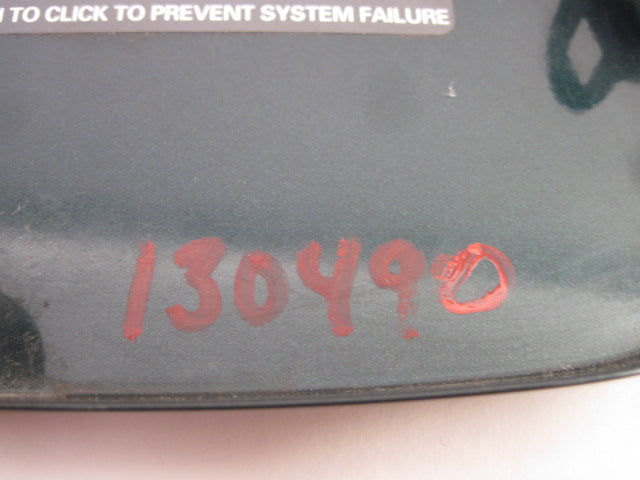 TO CLICK TO PREVENT SYSTEM FAILURE
130490